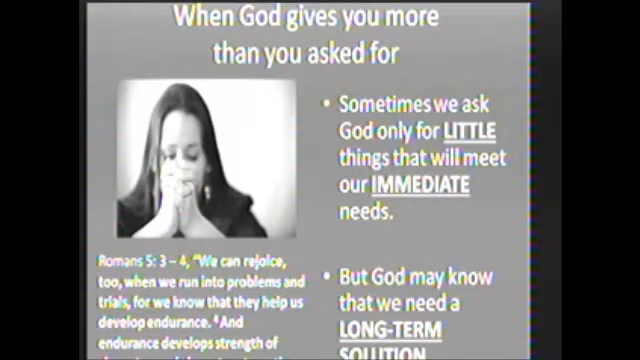 When God gives you more
than you asked for
• Sometimes we ask
God only for LITTLE
things that will meet
our IMMEDIATE
needs.
Romans 5: 3 – 4, "We can rejoice,
too, when we run into problems and
trials, for we know that they help us
develop endurance. ⁴ And
endurance develops strength of
• But God may know
that we need a
LONG-TERM
SOLUTION